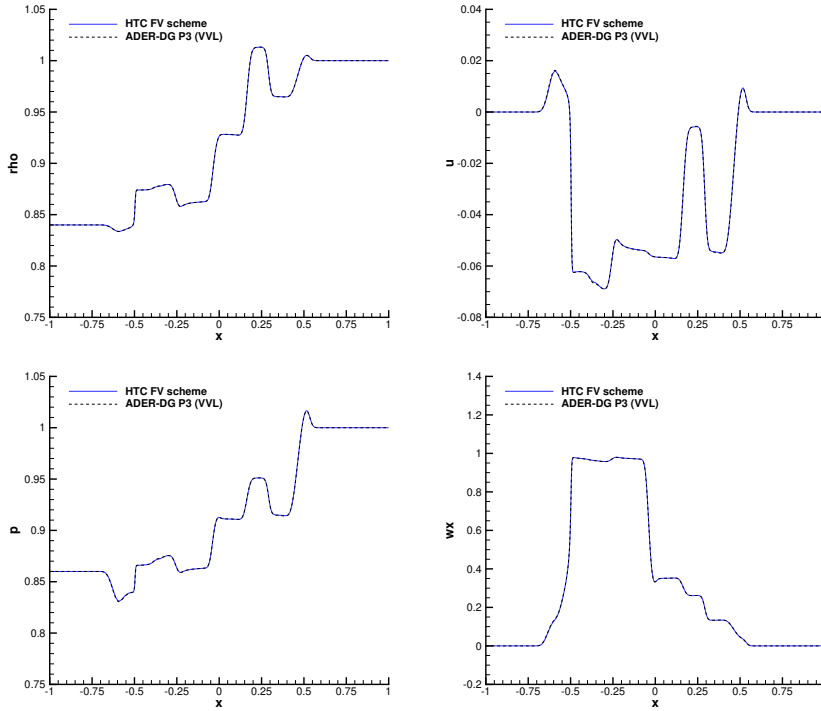 1.05
HTC FV scheme
ADER-DG P3 (VVL)
1
0.95
rho
0.9
0.85
0.8
0.75
-1 -0.75 -0.5 -0.25 0 0.25 0.5 0.75 1
x
0.04
HTC FV scheme
ADER-DG P3 (VVL)
0.02
0
u
-0.02
-0.04
-0.06
-0.08
-1 -0.75 -0.5 -0.25 0 0.25 0.5 0.75
x
1.05
HTC FV scheme
ADER-DG P3 (VVL)
1
0.95
p
0.9
0.85
0.8
0.75
-1 -0.75 -0.5 -0.25 0 0.25 0.5 0.75 1
x
1.4
HTC FV scheme
ADER-DG P3 (VVL)
1.2
1
0.8
wx
0.6
0.4
0.2
0
-0.2
-1 -0.75 -0.5 -0.25 0 0.25 0.5 0.75
x